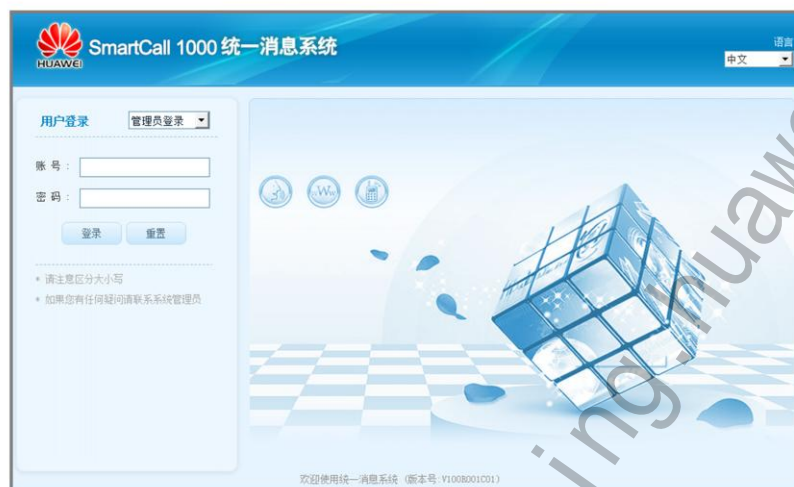 HUAWEI
SmartCall 1000 统一消息系统
语言
中文
用户登录
管理员登录
账 号:
密 码:
登录 重置
* 请注意区分大小写
* 如果您有任何疑问请联系系统管理员
欢迎使用统一消息系统 (版本号:V100R001C01)
ing.huaw